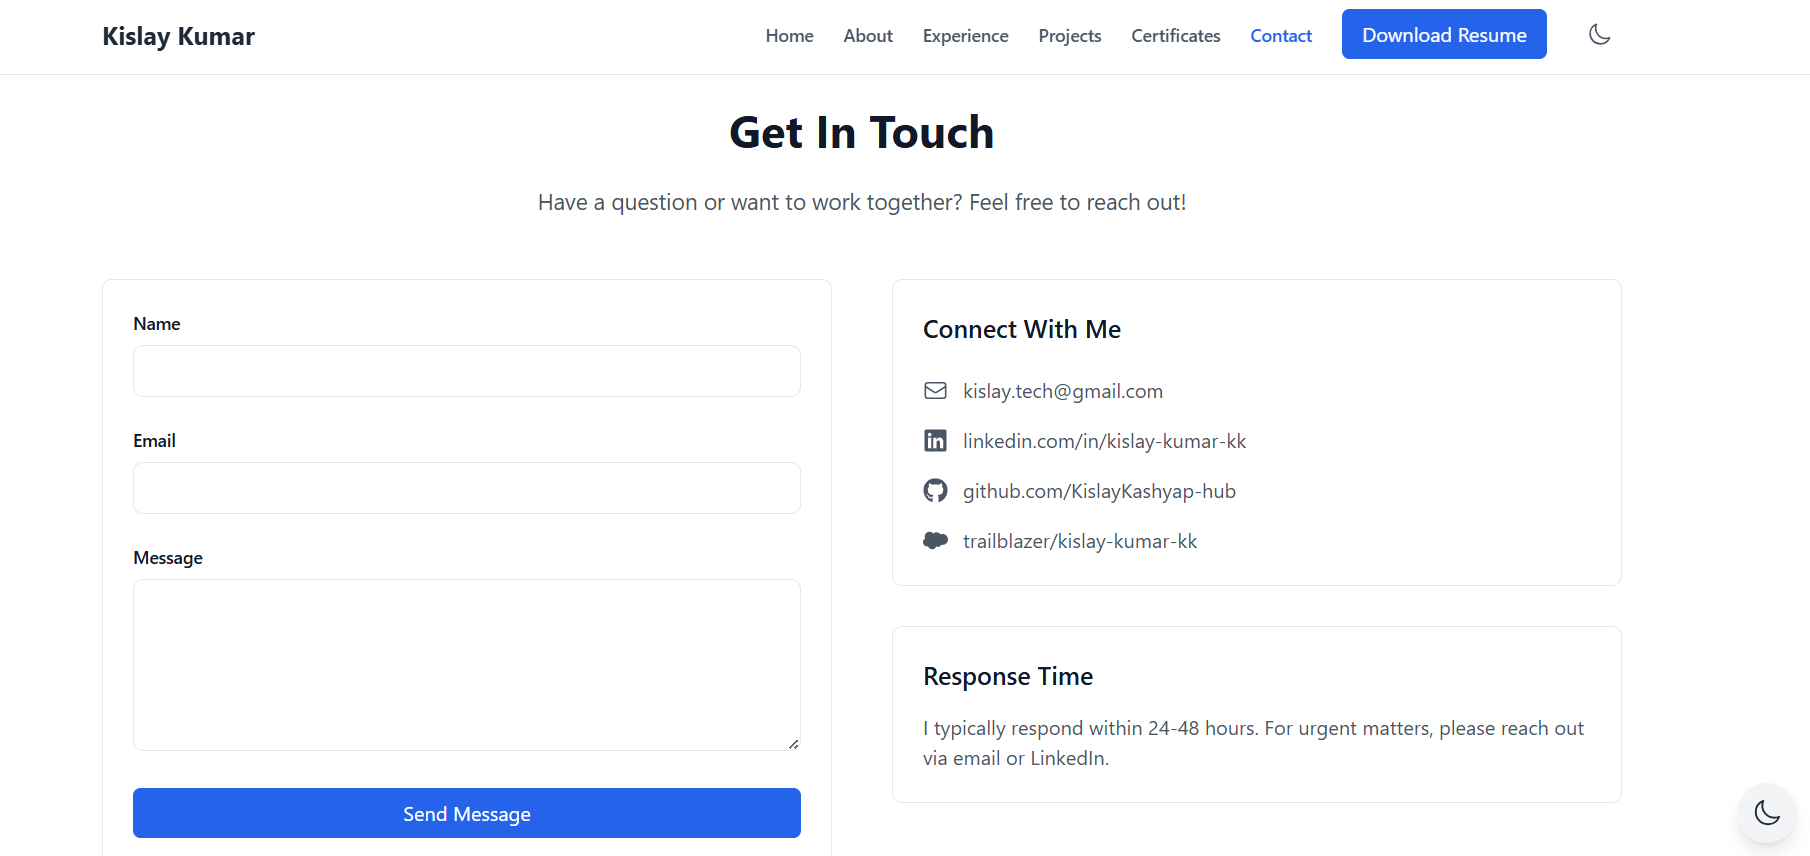 Kislay Kumar
Home About Experience Projects Certificates Contact Download Resume
Get In Touch
Have a question or want to work together? Feel free to reach out!
Name
Email
Message
Send Message
Connect With Me
kislay.tech@gmail.com
linkedin.com/in/kislay-kumar-kk
github.com/KislayKashyap-hub
trailblazer/kislay-kumar-kk
Response Time
I typically respond within 24-48 hours. For urgent matters, please reach out
via email or LinkedIn.